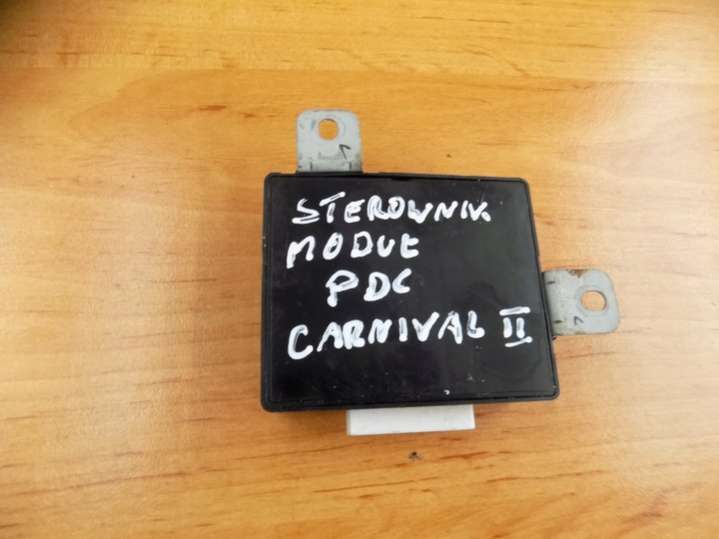 STEROWNIK
MODUŁ
PDC
CARNIVAL II